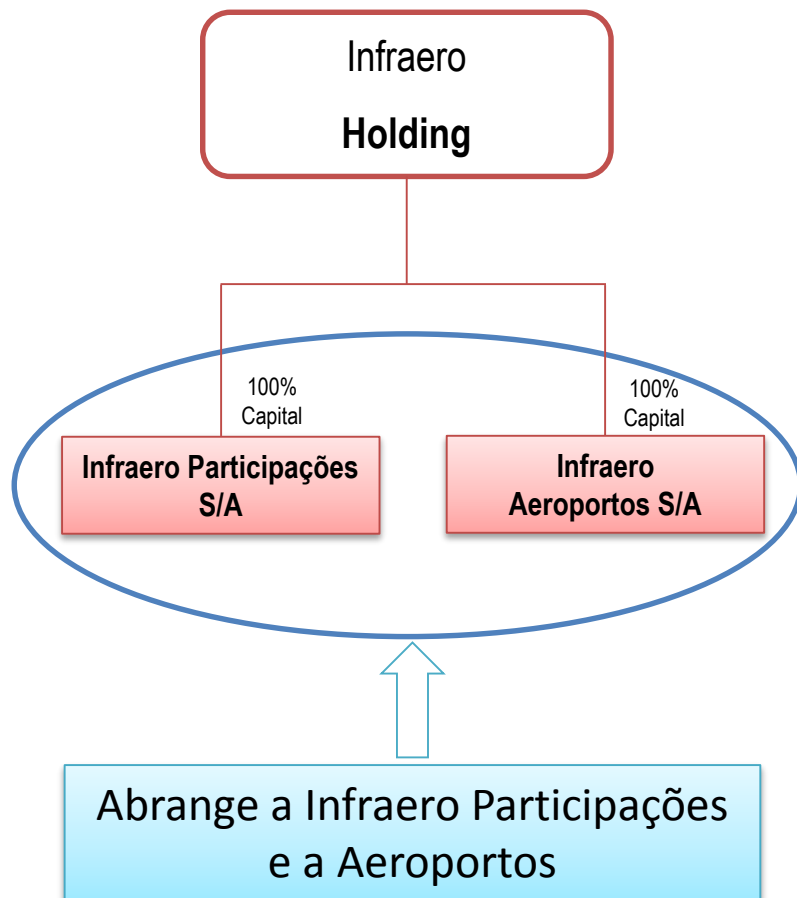 Infraero
Holding
100%
Capital
100%
Capital
Infraero Participações
S/A
Infraero
Aeroportos S/A
Abrange a Infraero Participações
e a Aeroportos